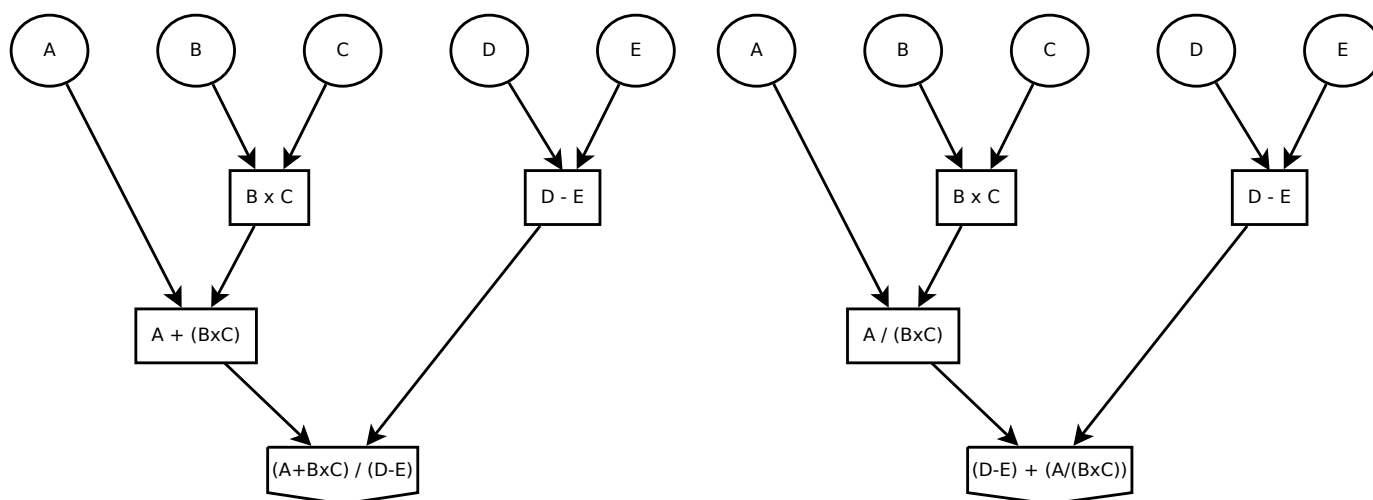 A
B
C
D
E
B x C
D - E
A + (BxC)
(A+BxC) / (D-E)
A
B
C
D
E
B x C
D - E
A / (BxC)
(D-E) + (A/(BxC))